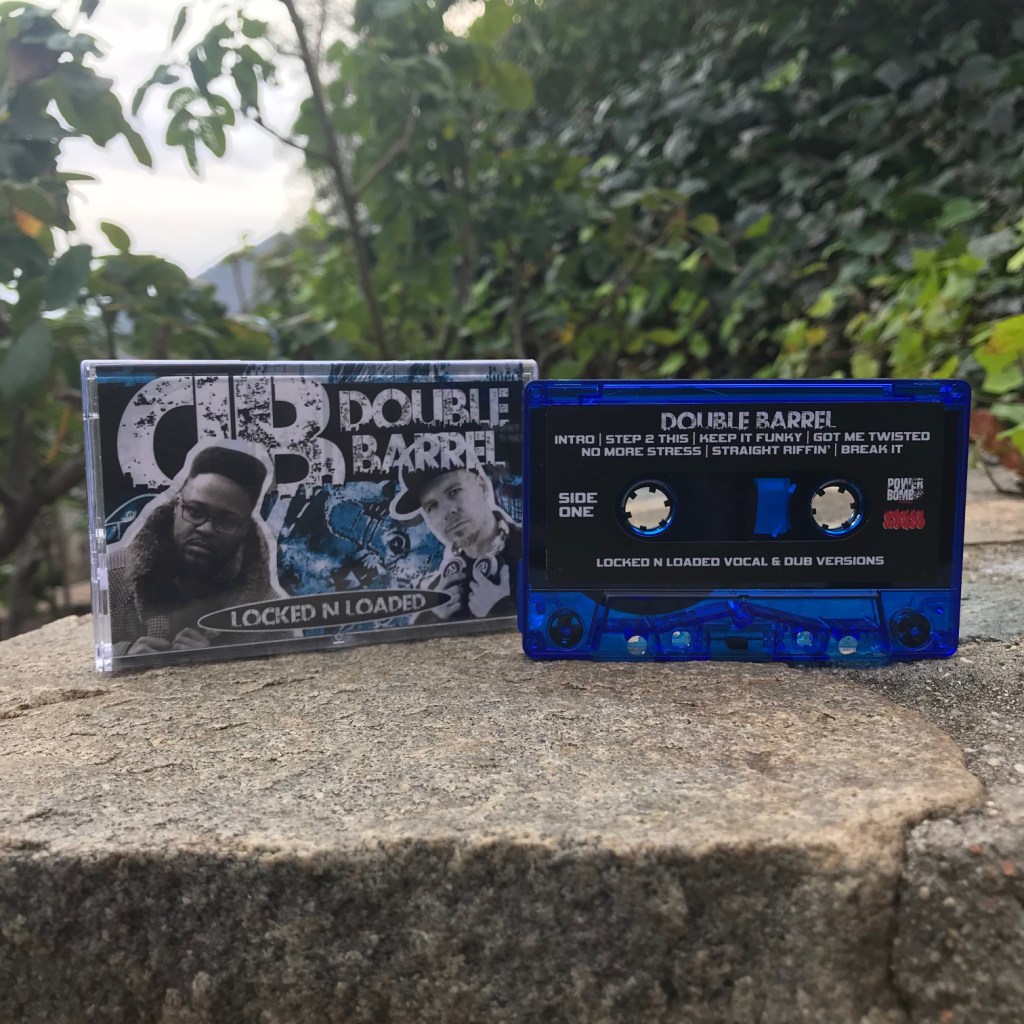 DB
DOUBLE
BARREL
LOCKED N LOADED
DOUBLE BARREL
INTRO | STEP 2 THIS | KEEP IT FUNKY | GOT ME TWISTED
NO MORE STRESS | STRAIGHT RIFFIN' | BREAK IT
SIDE
ONE
POWER
BOMB
LOCKED N LOADED VOCAL & DUB VERSIONS